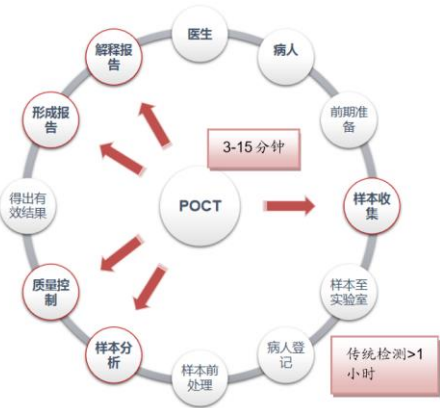 医生
病人
前期准
备
样本收
集
样本至
实验室
病人登
记
样本前
处理
样本分
析
质量控
制
得出有
效结果
形成报
告
解释报
告
3-15分钟
POCT
传统检测>1
小时